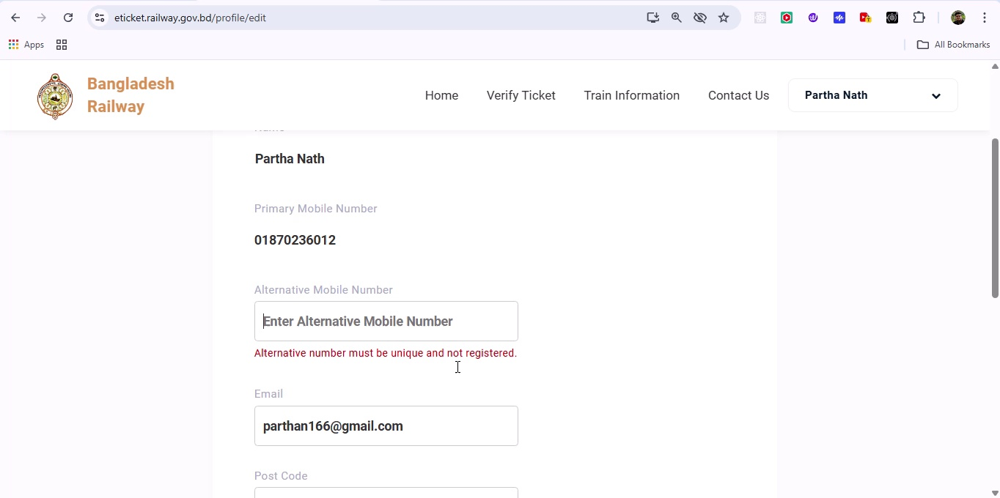 eticket.railway.gov.bd/profile/edit
Apps
All Bookmarks
Bangladesh
Railway
Home
Verify Ticket
Train Information
Contact Us
Partha Nath
Name
Partha Nath
Primary Mobile Number
01870236012
Alternative Mobile Number
Enter Alternative Mobile Number
Alternative number must be unique and not registered.
Email
parthan166@gmail.com
Post Code